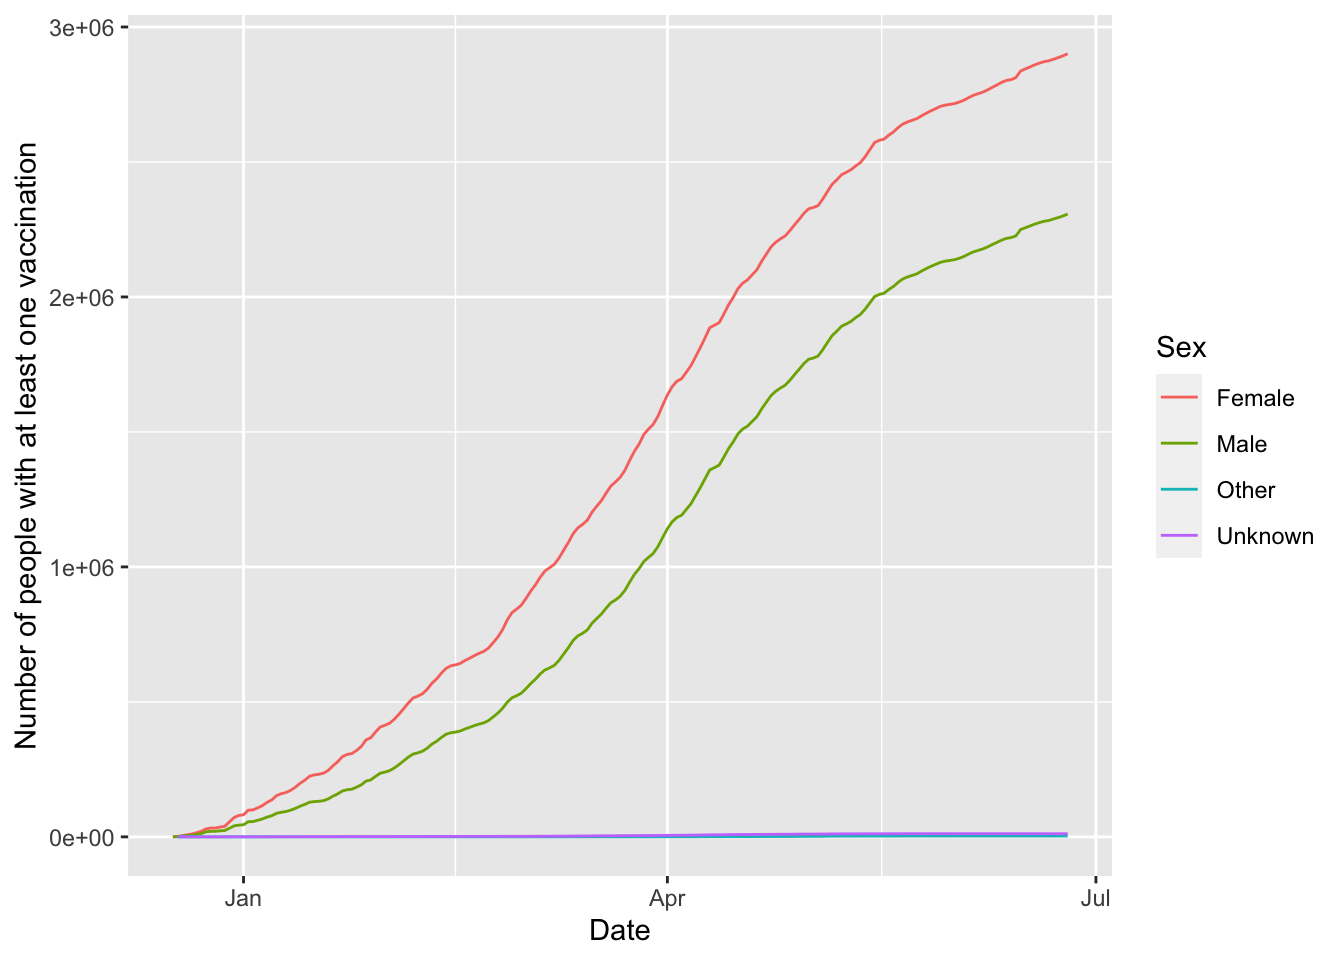 3e+06
2e+06
1e+06
0e+00
Number of people with at least one vaccination
Jan
Apr
Jul
Date
Sex
Female
Male
Other
Unknown